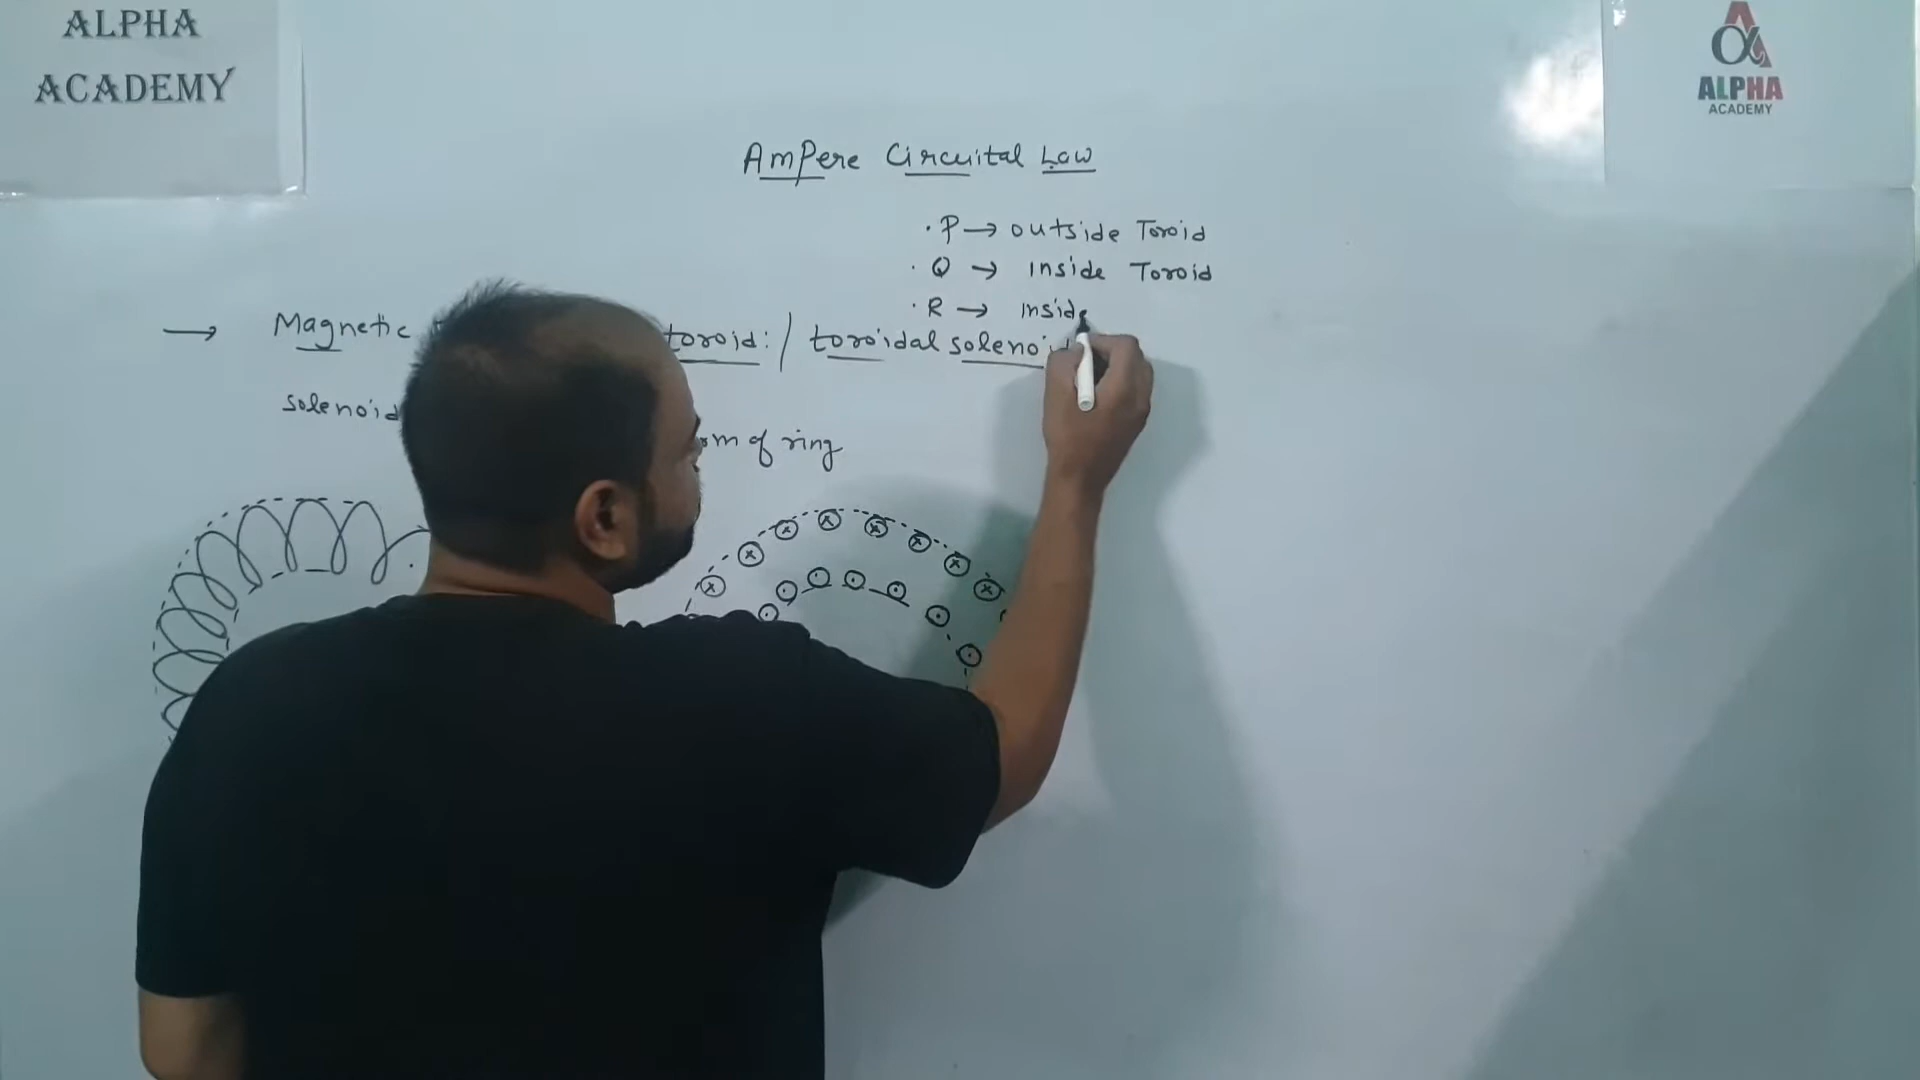 ALPHA
ACADEMY
ALPHA
ACADEMY
AmPere Circuital Law
. P → outside Toroid
. Q → inside Toroid
. R → inside
→ Magnetic toroid: / toroidal solenoid
solenoid
of ring